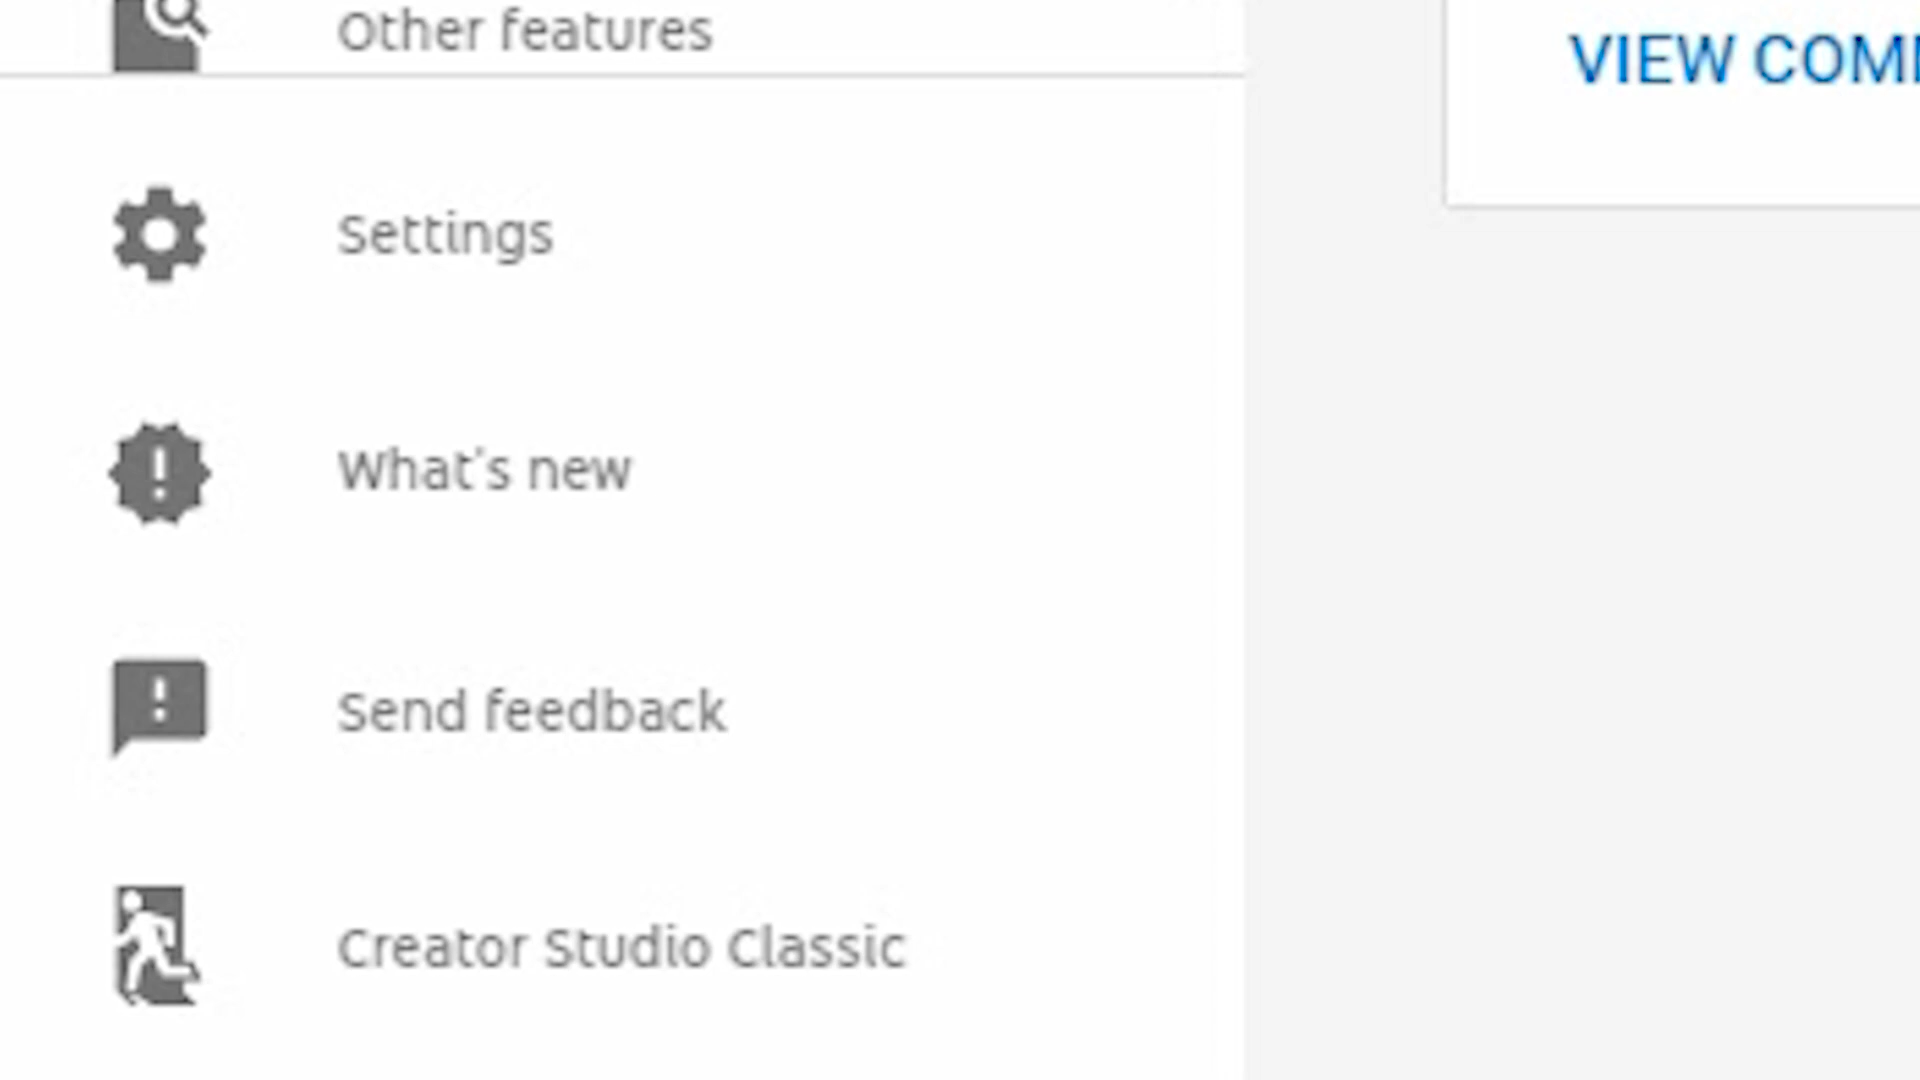 Other features
VIEW COM
Settings
What's new
Send feedback
Creator Studio Classic